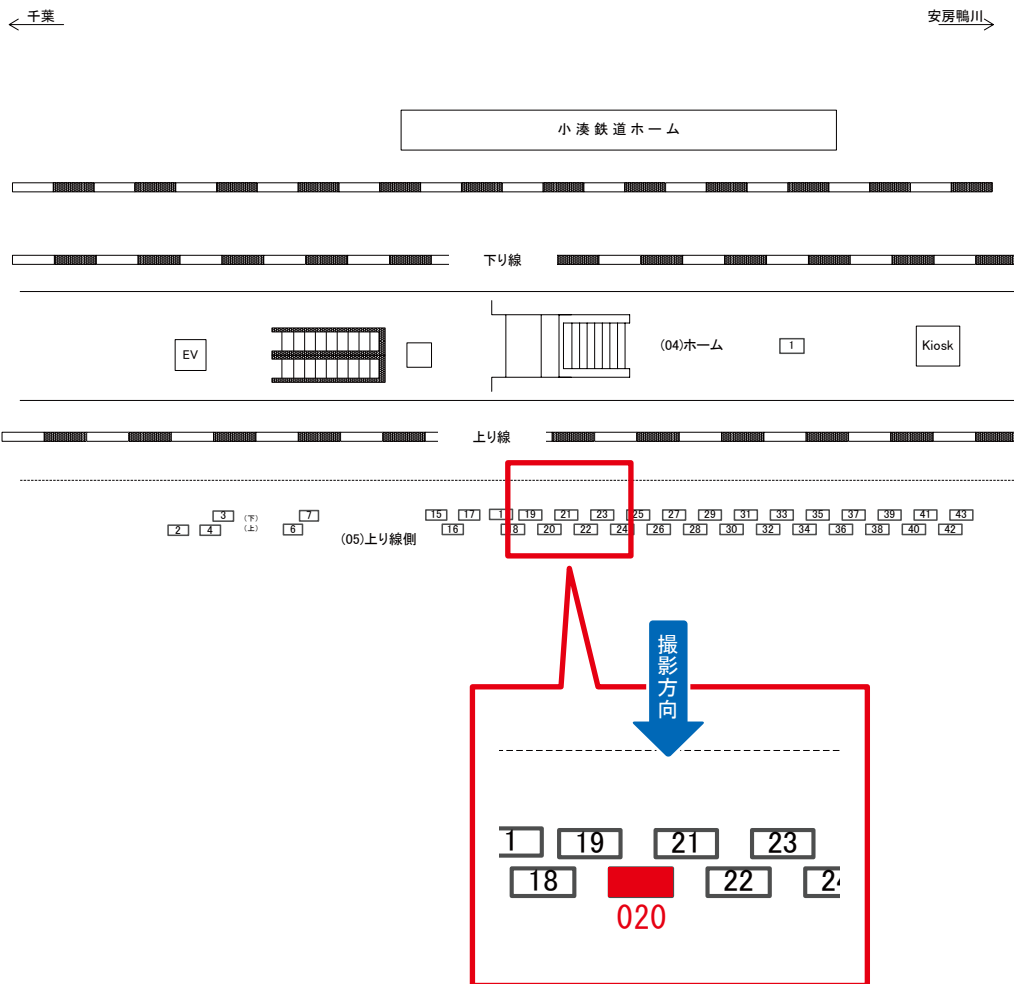 千葉
安房鴨川
小湊鉄道ホーム
下り線
EV
(04)ホーム
1
Kiosk
上り線
3 (下) 7 15 17 1 19 21 23 25 27 29 31 33 35 37 39 41 43
2 4 (上) 6 16 18 20 22 24 26 28 30 32 34 36 38 40 42
(05)上り線側
撮影方向
1 19 21 23
18 22 24
020